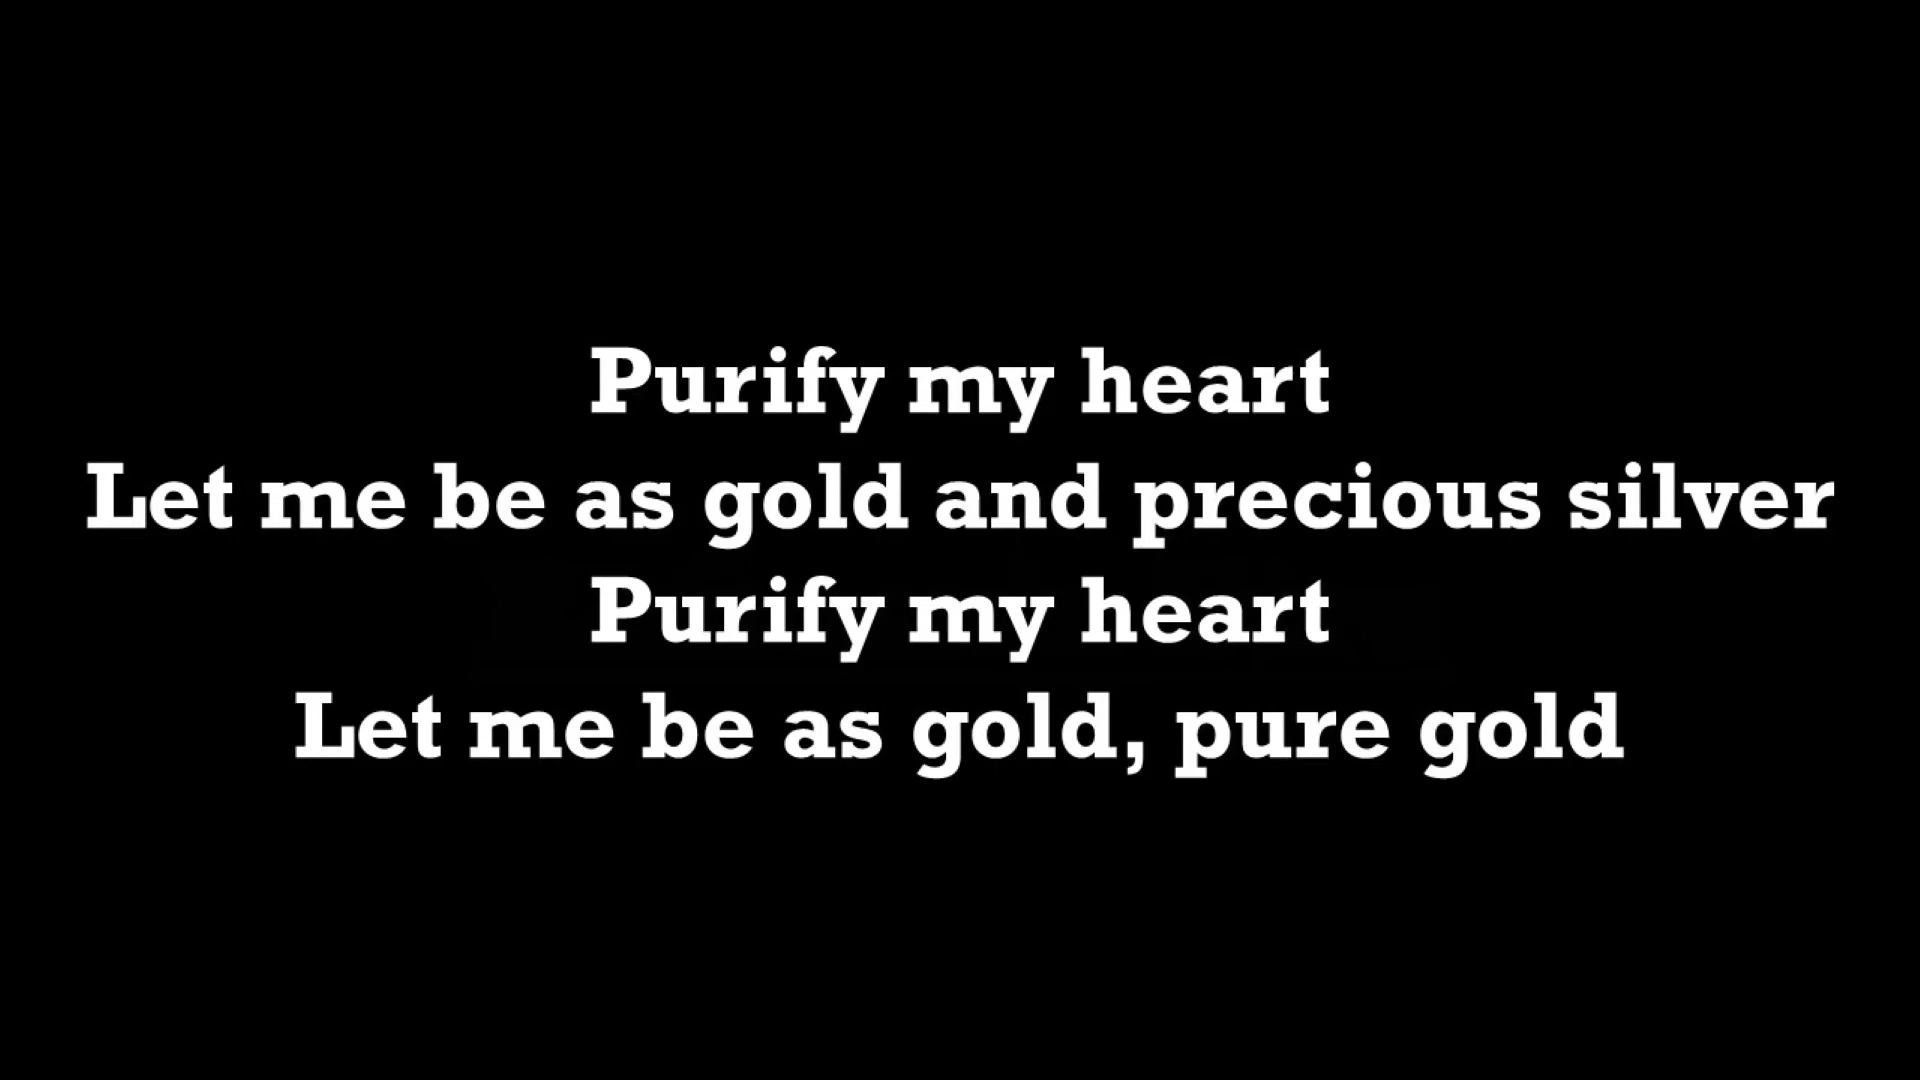 Purify my heart
Let me be as gold and precious silver
Purify my heart
Let me be as gold, pure gold